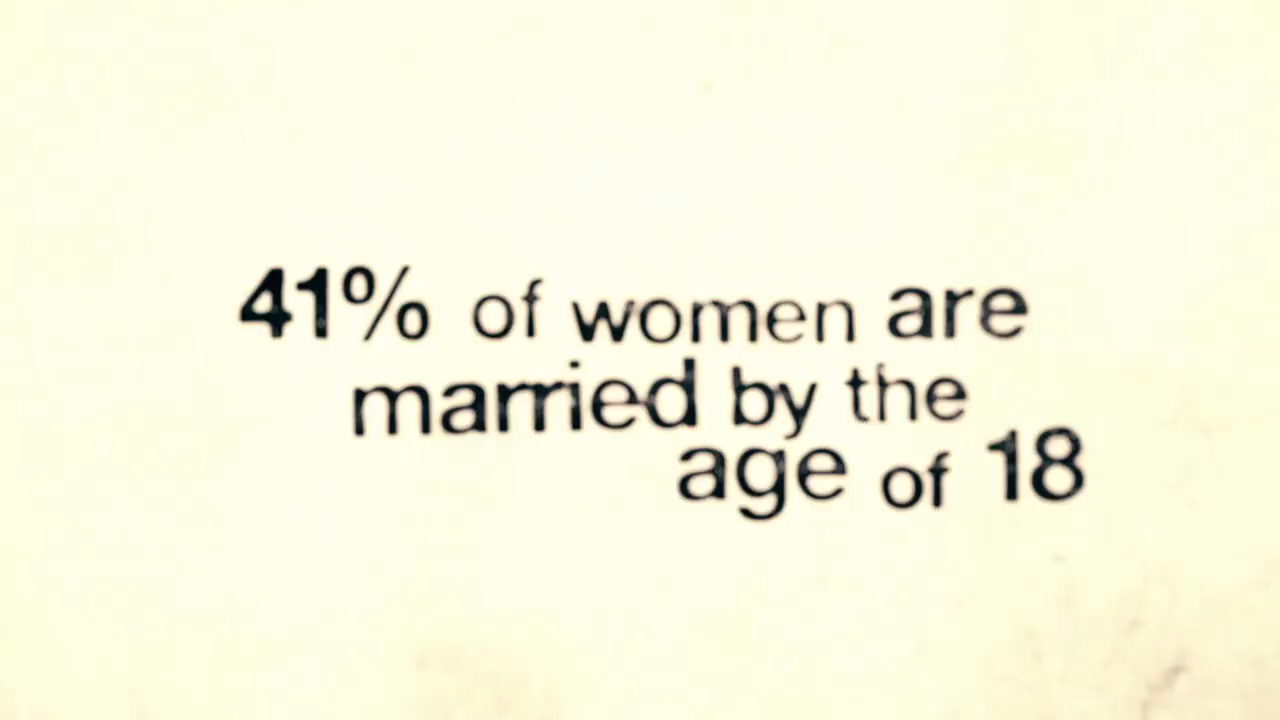 41% of women are
married by the
age of 18